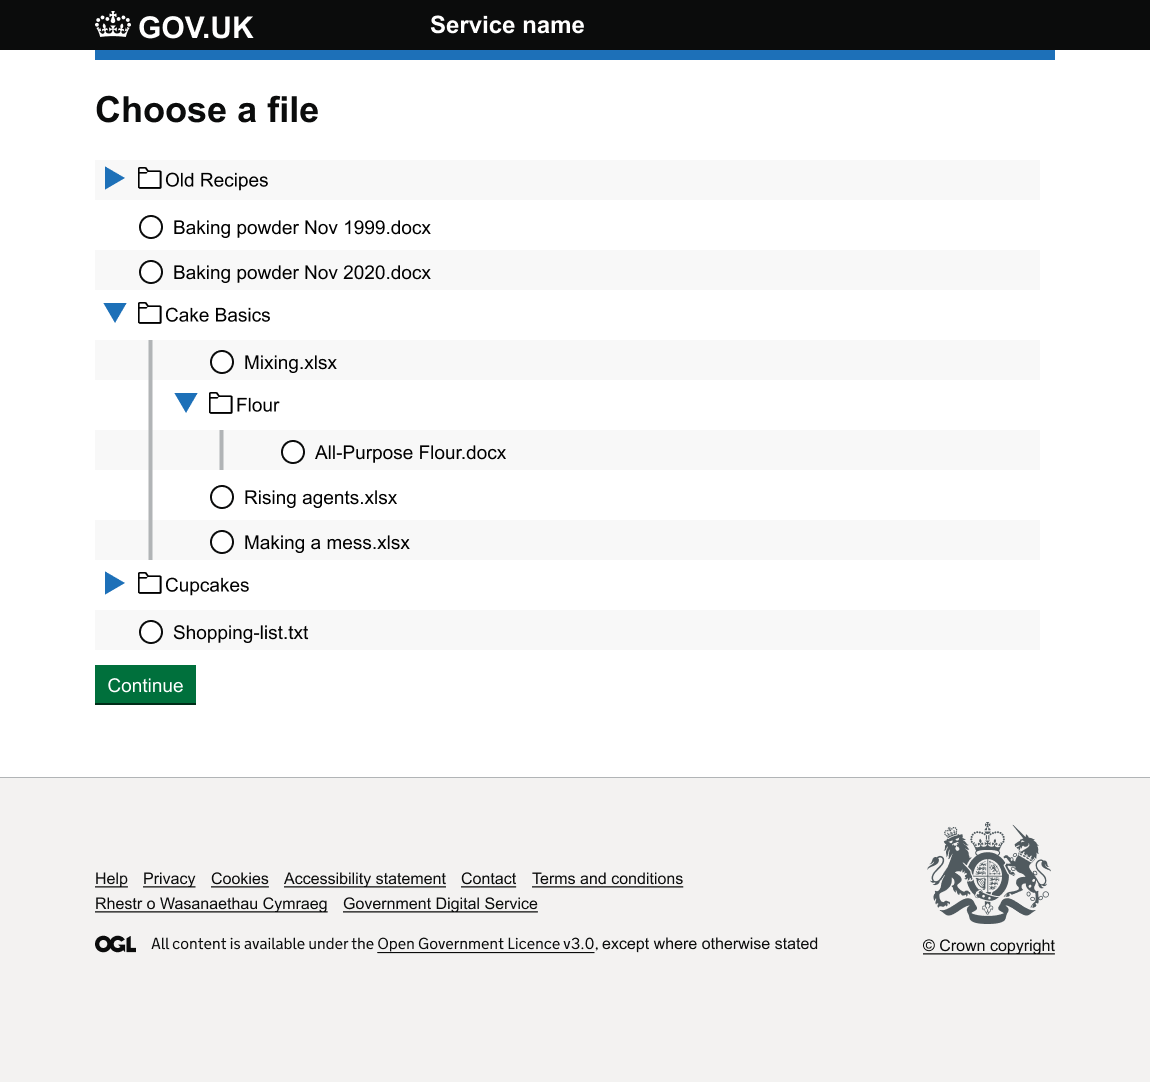 GOV.UK Service name
Choose a file
Old Recipes
Baking powder Nov 1999.docx
Baking powder Nov 2020.docx
Cake Basics
Mixing.xlsx
Flour
All-Purpose Flour.docx
Rising agents.xlsx
Making a mess.xlsx
Cupcakes
Shopping-list.txt
Continue
Help Privacy Cookies Accessibility statement Contact Terms and conditions
Rhestr o Wasanaethau Cymraeg Government Digital Service
OGL All content is available under the Open Government Licence v3.0, except where otherwise stated
© Crown copyright